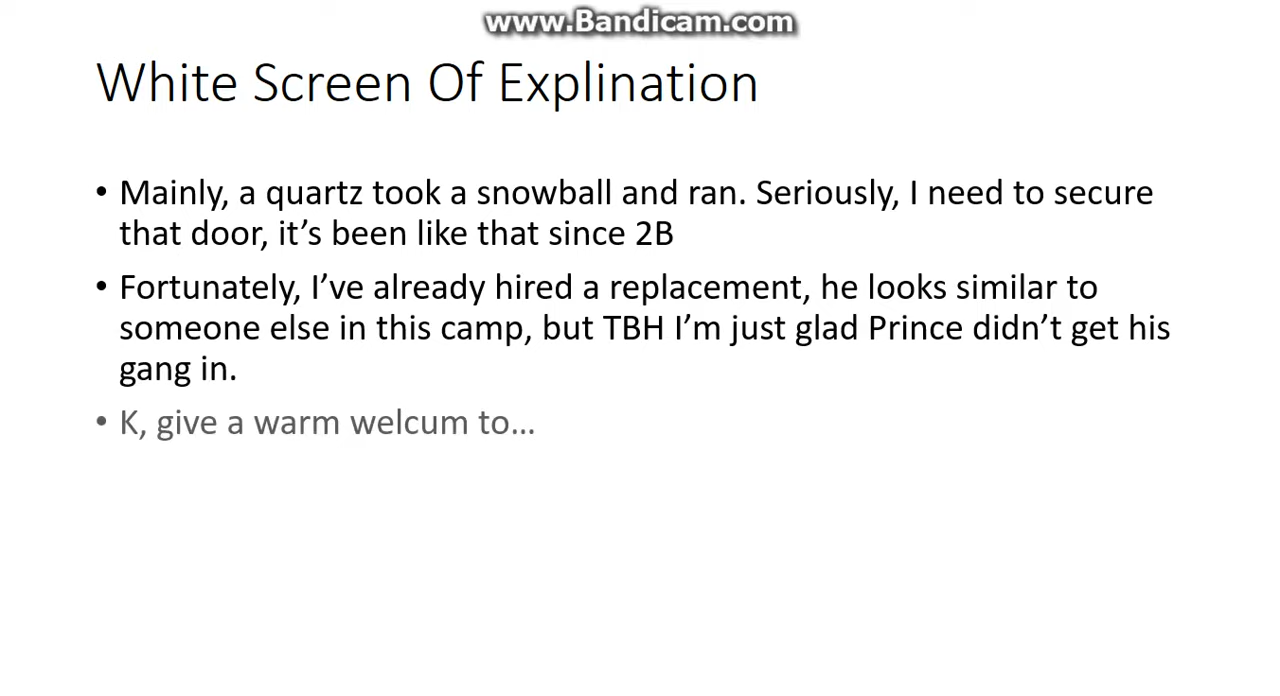 www.Bandicam.com
White Screen Of Explination
• Mainly, a quartz took a snowball and ran. Seriously, I need to secure
that door, it’s been like that since 2B
• Fortunately, I’ve already hired a replacement, he looks similar to
someone else in this camp, but TBH I’m just glad Prince didn’t get his
gang in.
• K, give a warm welcum to…